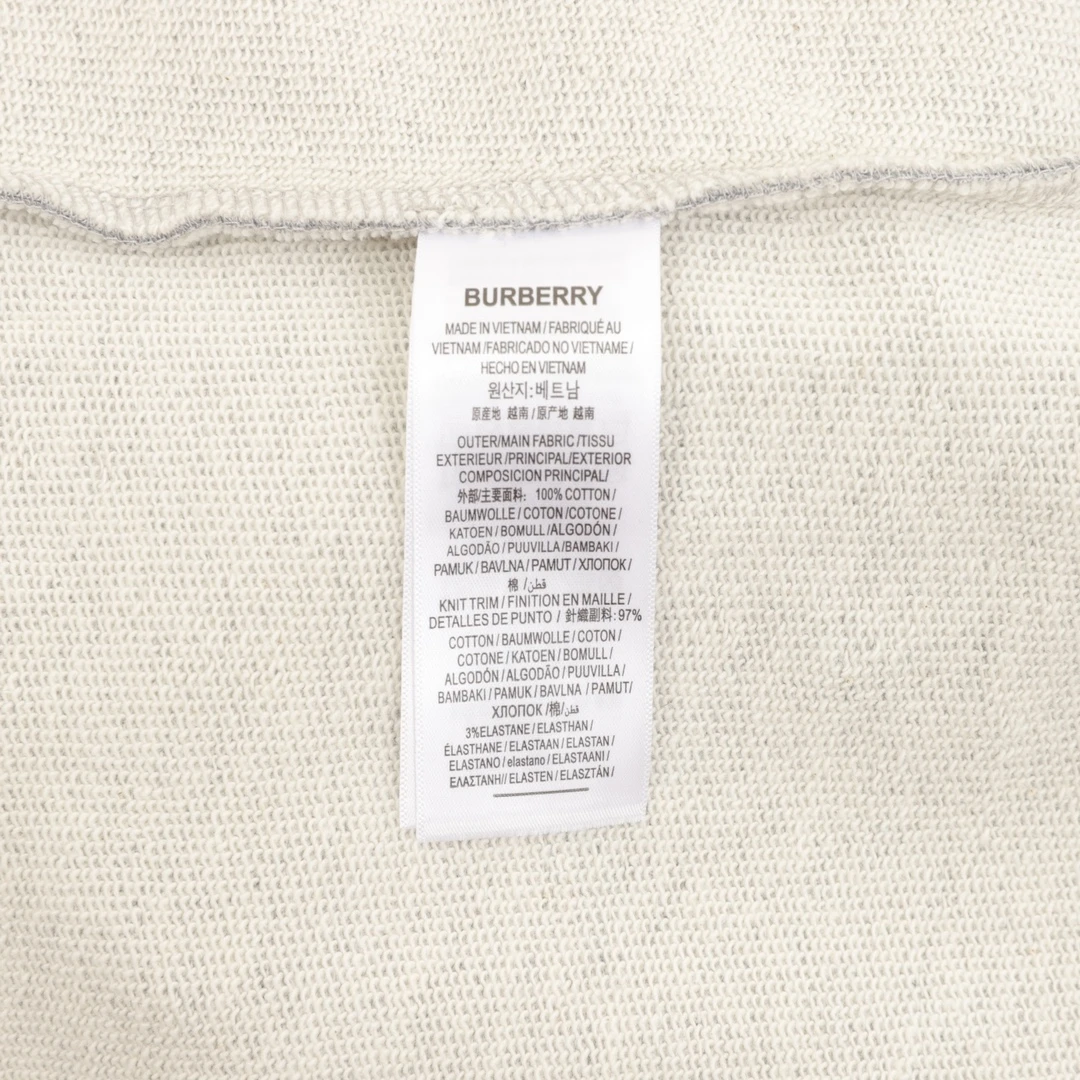 BURBERRY
MADE IN VIETNAM / FABRIQUÉ AU
VIETNAM /FABRICADO NO VIETNAME /
HECHO EN VIETNAM
원산지:베트남
原産地 越南 / 原产地 越南
OUTER/MAIN FABRIC /TISSU
EXTERIEUR /PRINCIPAL/EXTERIOR
COMPOSICION PRINCIPAL/
外部/主要面料: 100% COTTON /
BAUMWOLLE / COTON /COTONE /
KATOEN / BOMULL /ALGODÓN /
ALGODÃO / PUUVILLA /BAMBAKI /
PAMUK / BAVLNA / PAMUT / ХЛОПОК /
棉 /قطن
KNIT TRIM / FINITION EN MAILLE /
DETALLES DE PUNTO / 針織副料: 97%
COTTON / BAUMWOLLE / COTON /
COTONE / KATOEN / BOMULL /
ALGODÓN / ALGODÃO / PUUVILLA /
BAMBAKI / PAMUK / BAVLNA / PAMUT/
ХЛОПОК /棉/قطن
3%ELASTANE / ELASTHAN /
ÉLASTHANE / ELASTAAN / ELASTAN /
ELASTANO / elastano / ELASTAANI /
ΕΛΑΣΤΑΝΗ// ELASTEN / ELASZTÁN /